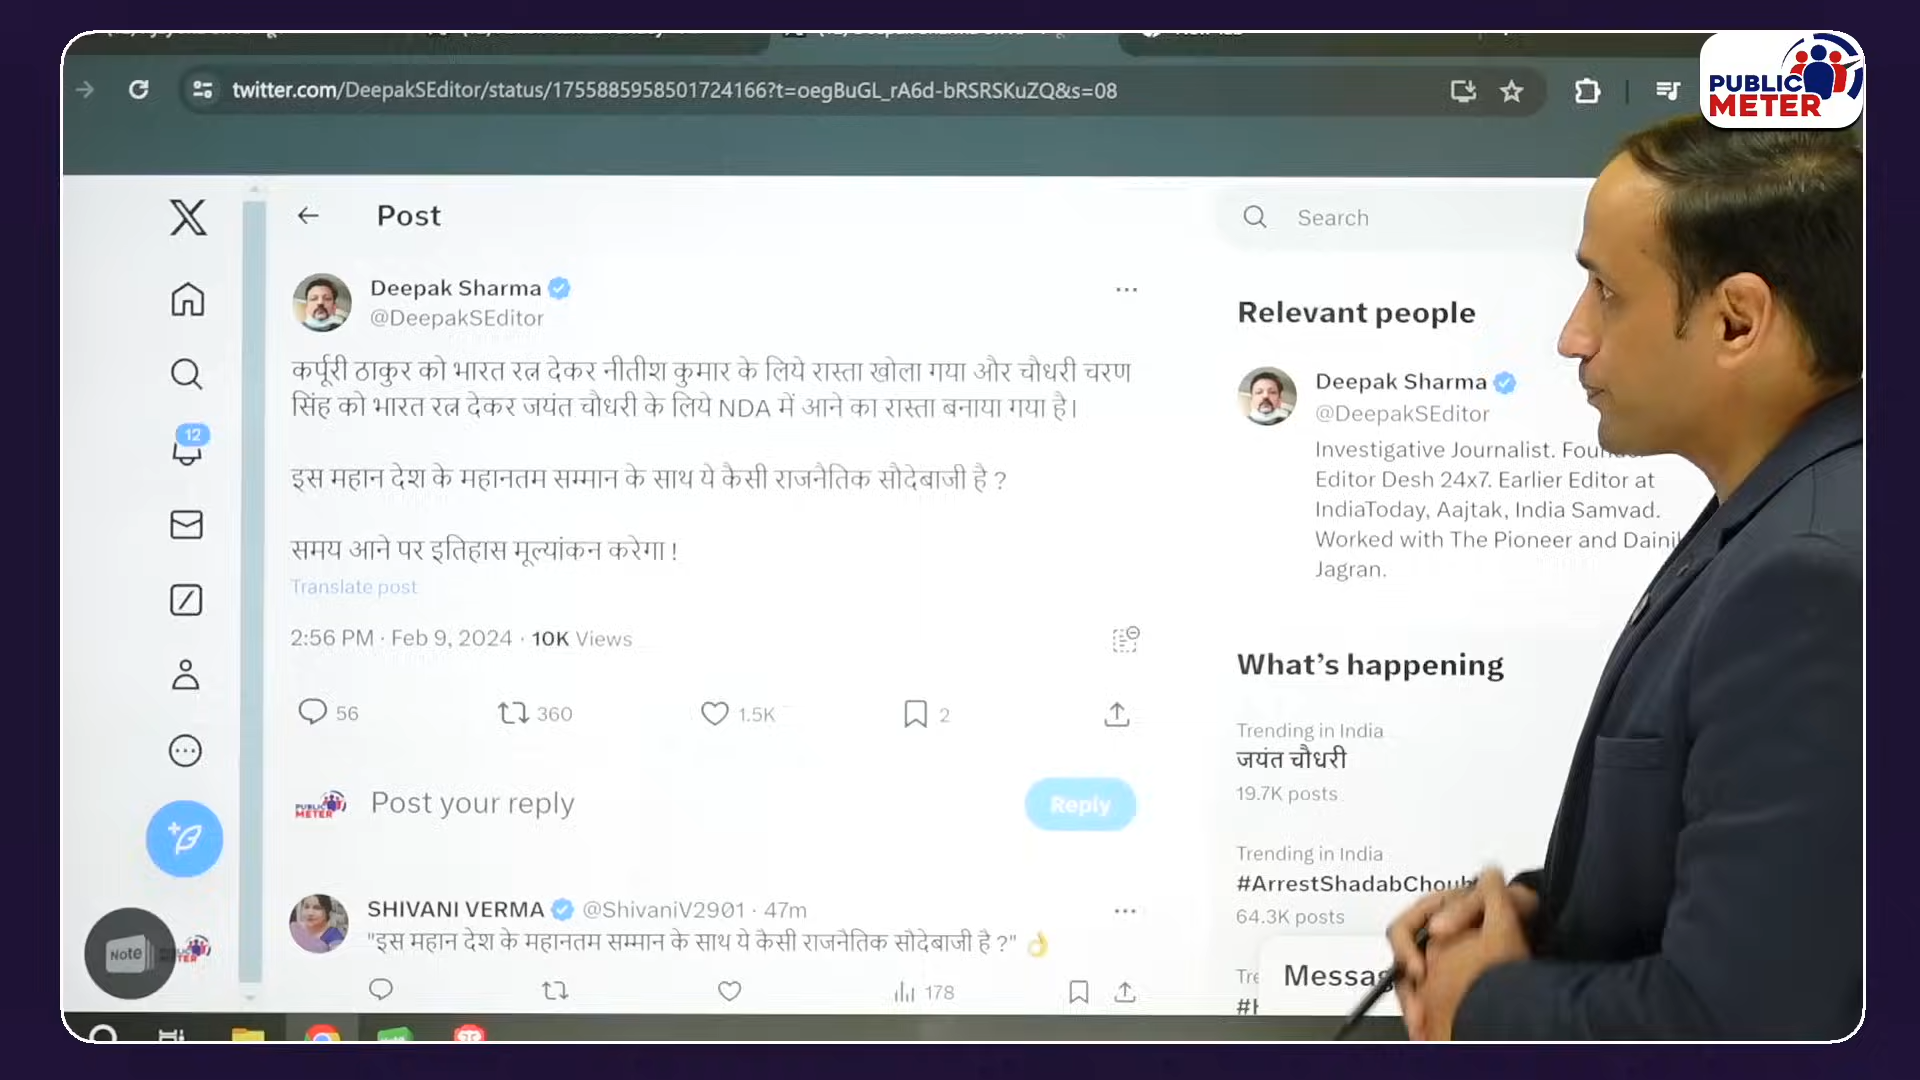 PUBLIC
METER
twitter.com/DeepakSEditor/status/1755885958501724166?t=oegBuGL_rA6d-bRSRSKuZQ&s=08
Post
Search
Deepak Sharma
@DeepakSEditor
कर्पूरी ठाकुर को भारत रत्न देकर नीतीश कुमार के लिये रास्ता खोला गया और चौधरी चरण
सिंह को भारत रत्न देकर जयंत चौधरी के लिये NDA में आने का रास्ता बनाया गया है।
इस महान देश के महानतम सम्मान के साथ ये कैसी राजनैतिक सौदेबाजी है ?
समय आने पर इतिहास मूल्यांकन करेगा !
Translate post
2:56 PM · Feb 9, 2024 · 10K Views
56 360 1.5K 2
PUBLIC
METER
Post your reply
Reply
SHIVANI VERMA @ShivaniV2901 · 47m
"इस महान देश के महानतम सम्मान के साथ ये कैसी राजनैतिक सौदेबाजी है ?" 👌
178
12
Note
Relevant people
Deepak Sharma
@DeepakSEditor
Investigative Journalist.
Editor Desh 24x7. Earlier Editor at
IndiaToday, Aajtak, India Samvad.
Worked with The Pioneer and
Jagran.
What's happening
Trending in India
जयंत चौधरी
19.7K posts
Trending in India
64.3K posts